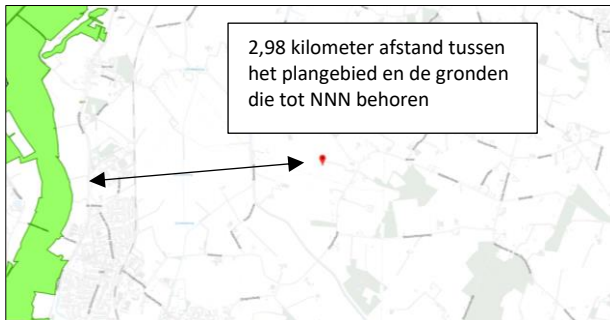 2,98 kilometer afstand tussen
het plangebied en de gronden
die tot NNN behoren